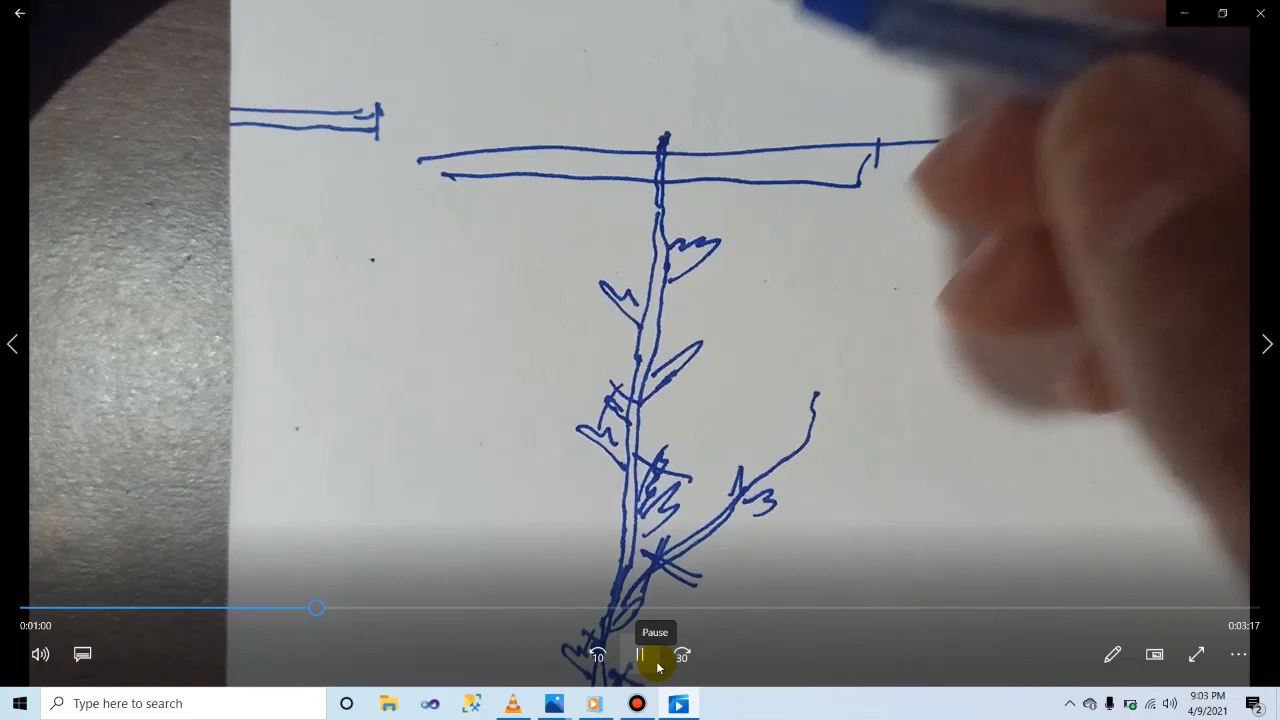 0:01:00
0:03:17
Pause
10
30
Type here to search
9:03 PM
4/9/2021
2